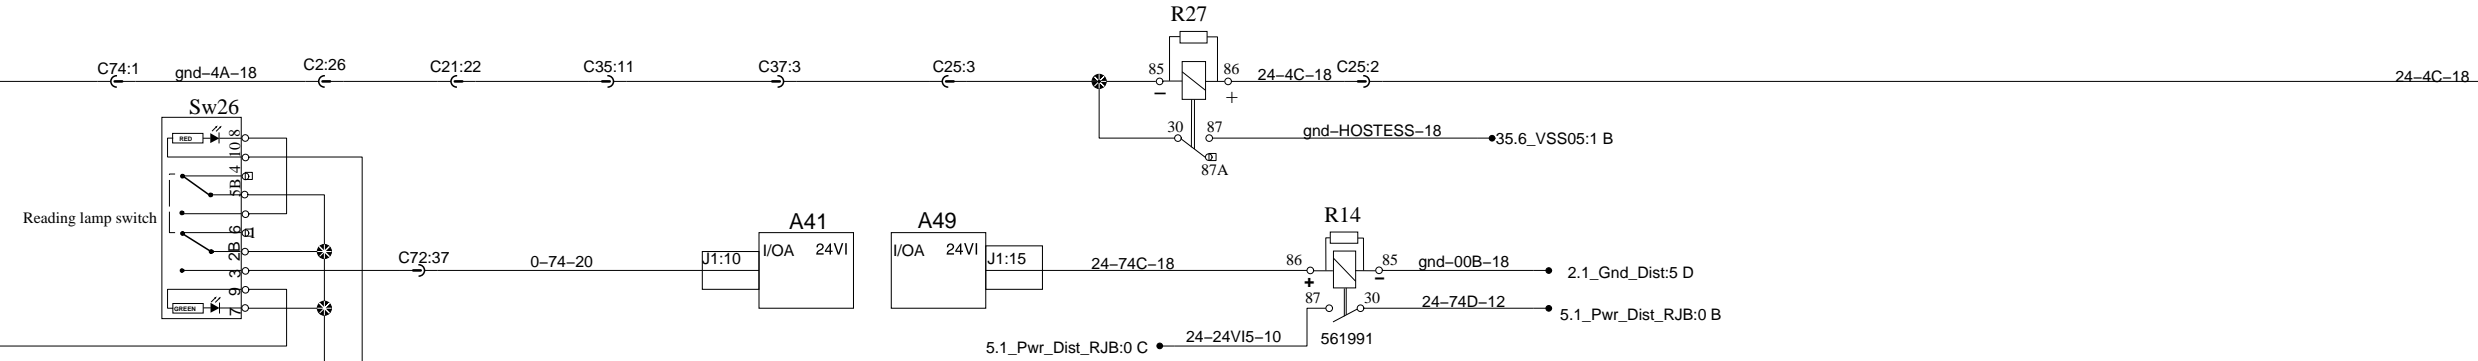 R27
C74:1
gnd–4A–18
C2:26
C21:22
C35:11
C37:3
C25:3
85
86
24–4C–18
C25:2
24–4C–18
–
+
Sw26
30
87
gnd–HOSTESS–18
35.6_VSS05:1 B
87A
RED
8
10
4
5B
Reading lamp switch
6
1
2B
3
9
7
GREEN
C72:37
0–74–20
A41
I/OA
24VI
J1:10
A49
I/OA
24VI
J1:15
24–74C–18
R14
86
85
gnd–00B–18
2.1_Gnd_Dist:5 D
+
–
87
30
24–74D–12
5.1_Pwr_Dist_RJB:0 B
561991
5.1_Pwr_Dist_RJB:0 C
24–24VI5–10